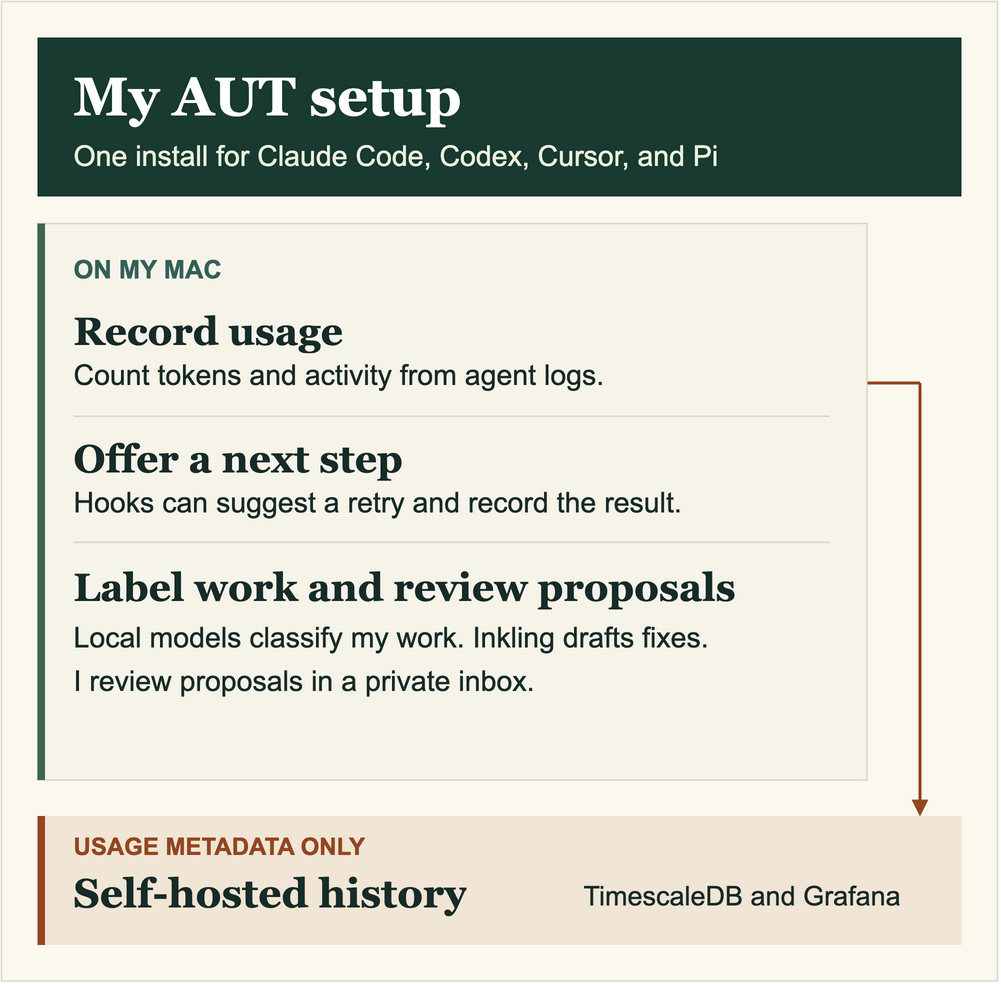 My AUT setup
One install for Claude Code, Codex, Cursor, and Pi
ON MY MAC
Record usage
Count tokens and activity from agent logs.
Offer a next step
Hooks can suggest a retry and record the result.
Label work and review proposals
Local models classify my work. Inkling drafts fixes.
I review proposals in a private inbox.
USAGE METADATA ONLY
Self-hosted history
TimescaleDB and Grafana